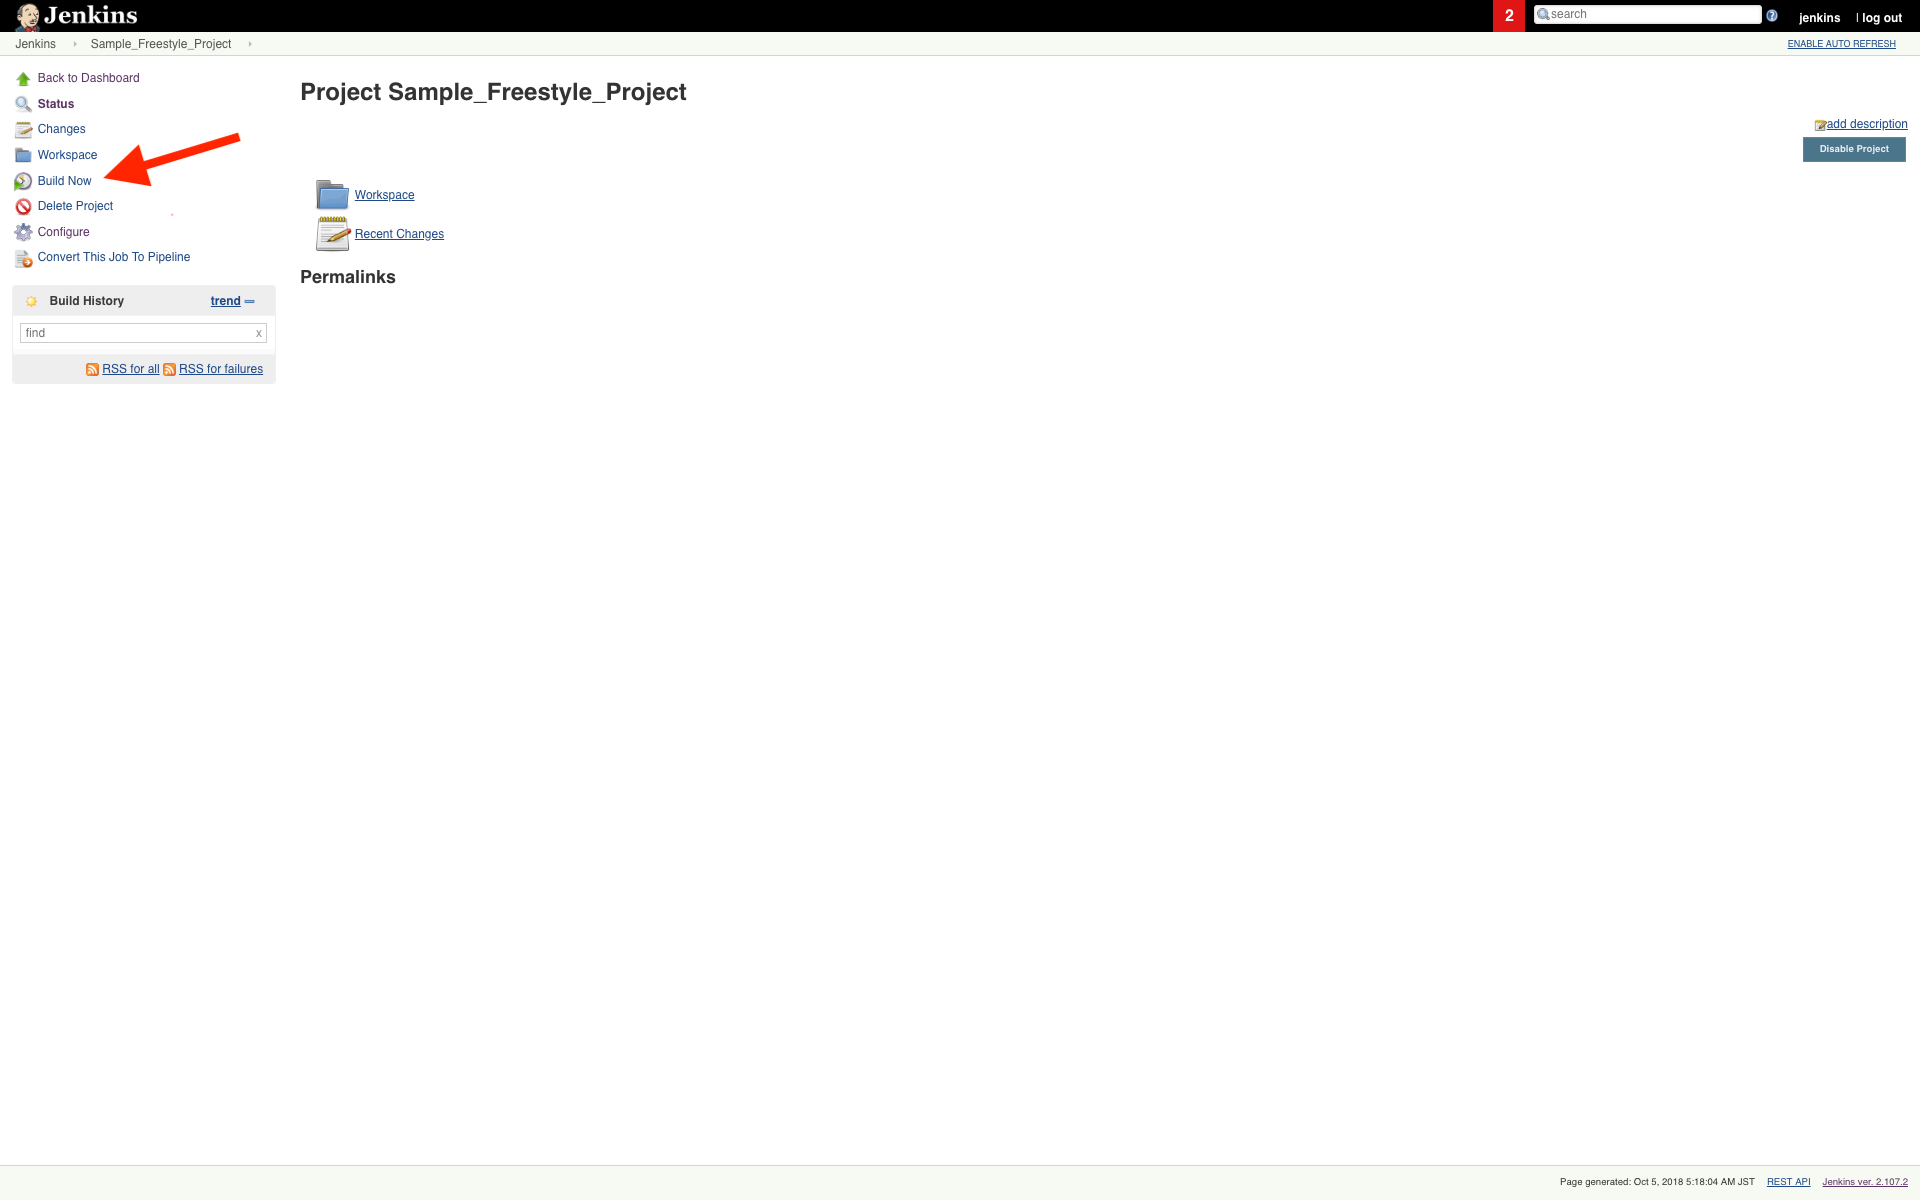 Jenkins
2
search
jenkins
| log out
Jenkins
Sample_Freestyle_Project
ENABLE AUTO REFRESH
Back to Dashboard
Status
Changes
Workspace
Build Now
Delete Project
Configure
Convert This Job To Pipeline
Build History
trend
find
x
RSS for all
RSS for failures
Project Sample_Freestyle_Project
add description
Disable Project
Workspace
Recent Changes
Permalinks
Page generated: Oct 5, 2018 5:18:04 AM JST
REST API
Jenkins ver. 2.107.2